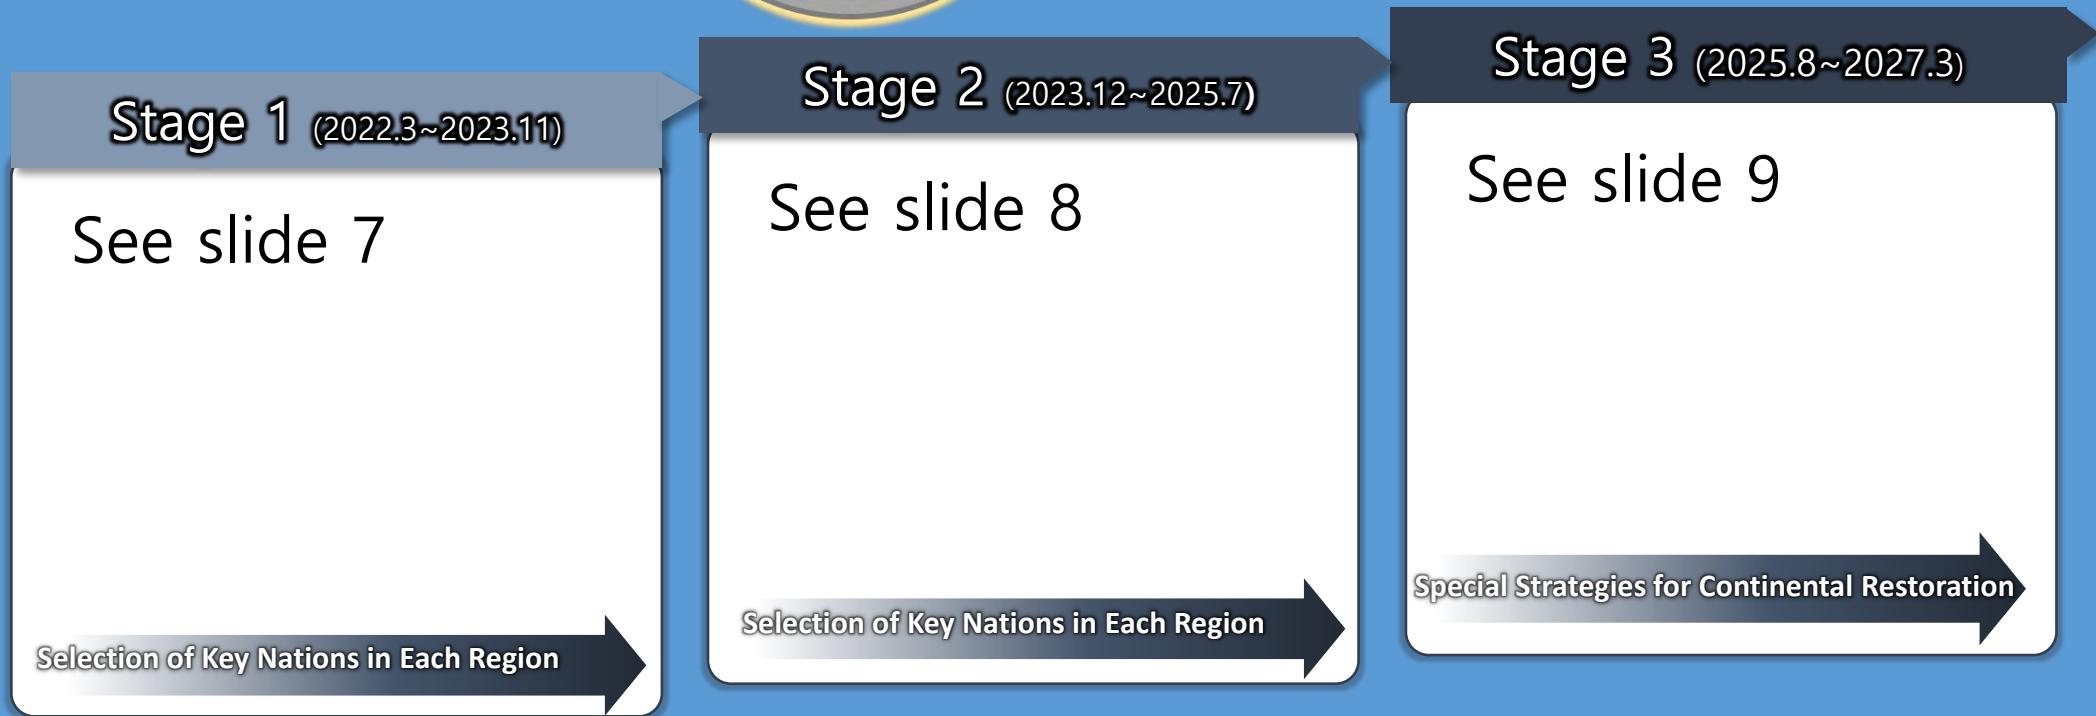 Stage 1 (2022.3~2023.11)
See slide 7
Selection of Key Nations in Each Region
Stage 2 (2023.12~2025.7)
See slide 8
Selection of Key Nations in Each Region
Stage 3 (2025.8~2027.3)
See slide 9
Special Strategies for Continental Restoration